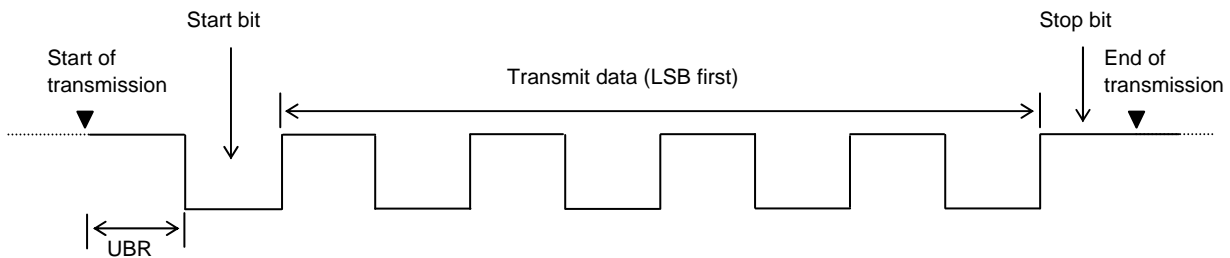 Start bit
Stop bit
Start of
transmission
Transmit data (LSB first)
End of
transmission
UBR